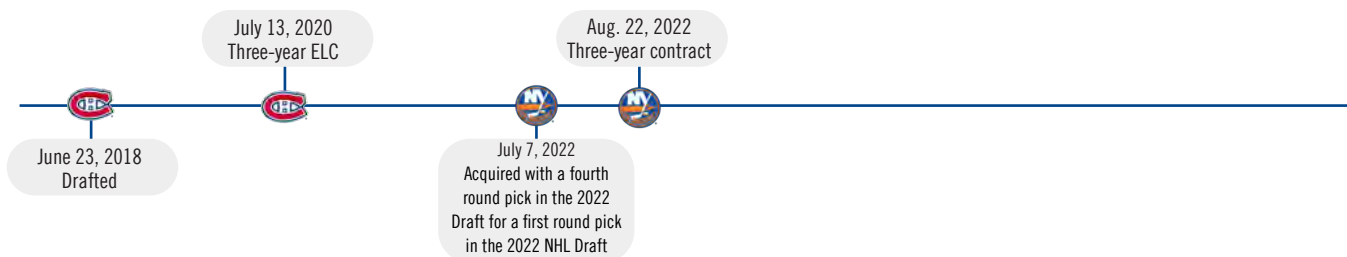 July 13, 2020
Three-year ELC
Aug. 22, 2022
Three-year contract
NY
June 23, 2018
Drafted
July 7, 2022
Acquired with a fourth
round pick in the 2022
Draft for a first round pick
in the 2022 NHL Draft